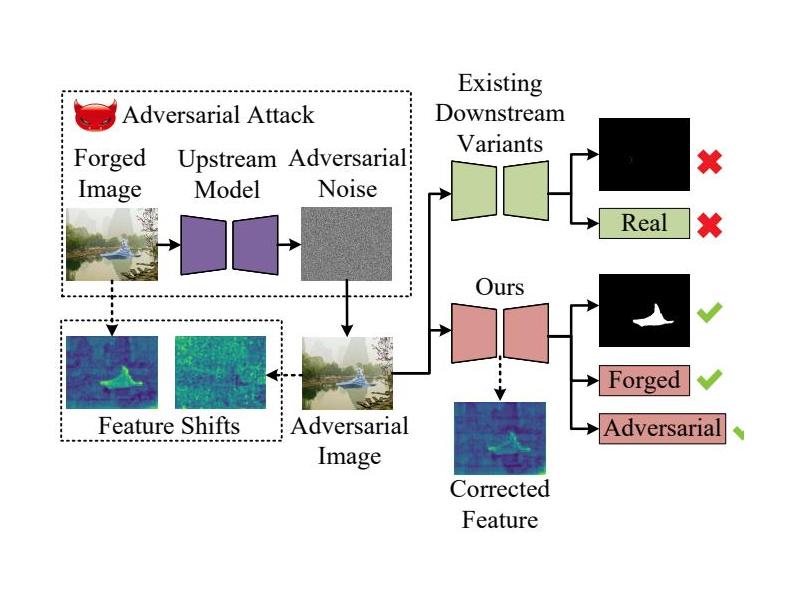 Adversarial Attack
Forged
Image
Upstream
Model
Adversarial
Noise
Feature Shifts
Adversarial
Image
Existing
Downstream
Variants
Real
Ours
Forged
Adversarial
Corrected
Feature